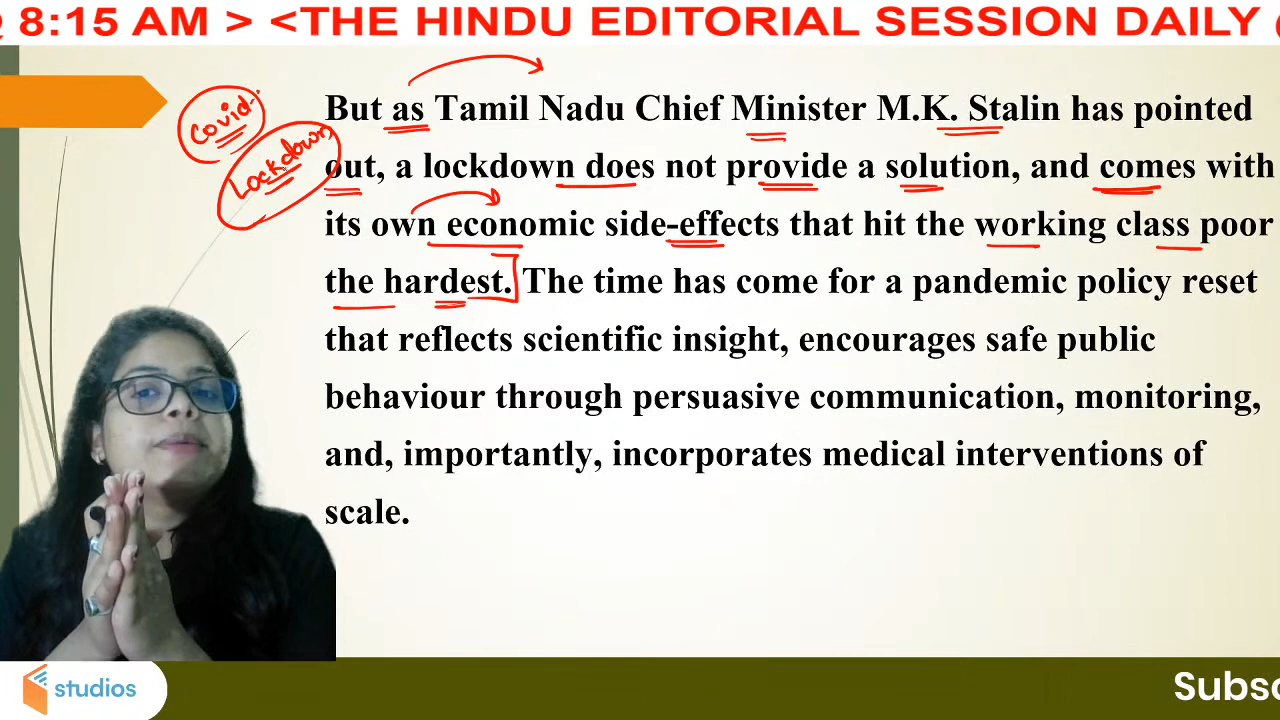 8:15 AM > <THE HINDU EDITORIAL SESSION DAILY
Covid
Lockdown
But as Tamil Nadu Chief Minister M.K. Stalin has pointed
out, a lockdown does not provide a solution, and comes with
its own economic side-effects that hit the working class poor
the hardest. The time has come for a pandemic policy reset
that reflects scientific insight, encourages safe public
behaviour through persuasive communication, monitoring,
and, importantly, incorporates medical interventions of
scale.
studios
Subsc